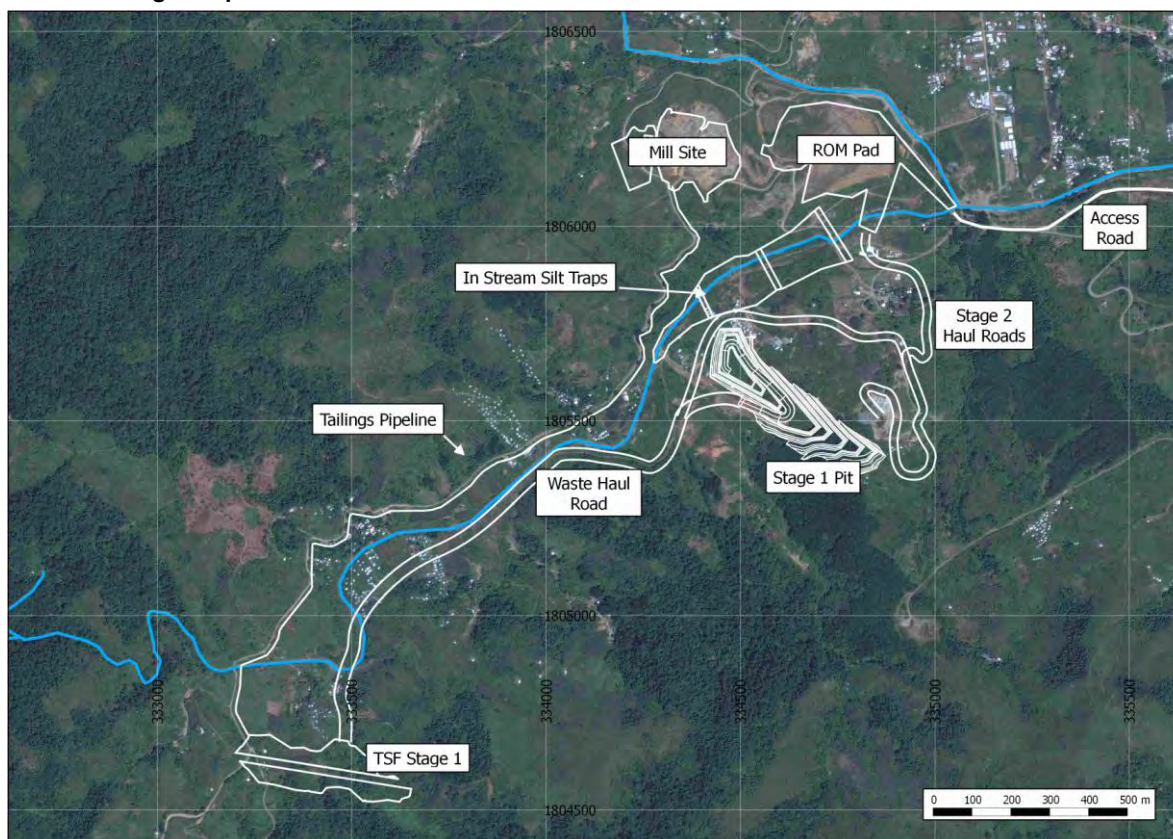 1806500
Mill Site
ROM Pad
1806000
Access
Road
In Stream Silt Traps
Stage 2
Haul Roads
1805500
Tailings Pipeline
Stage 1 Pit
Waste Haul
Road
1805000
333000
334000
334500
335000
335500
TSF Stage 1
1804500
0 100 200 300 400 500 m